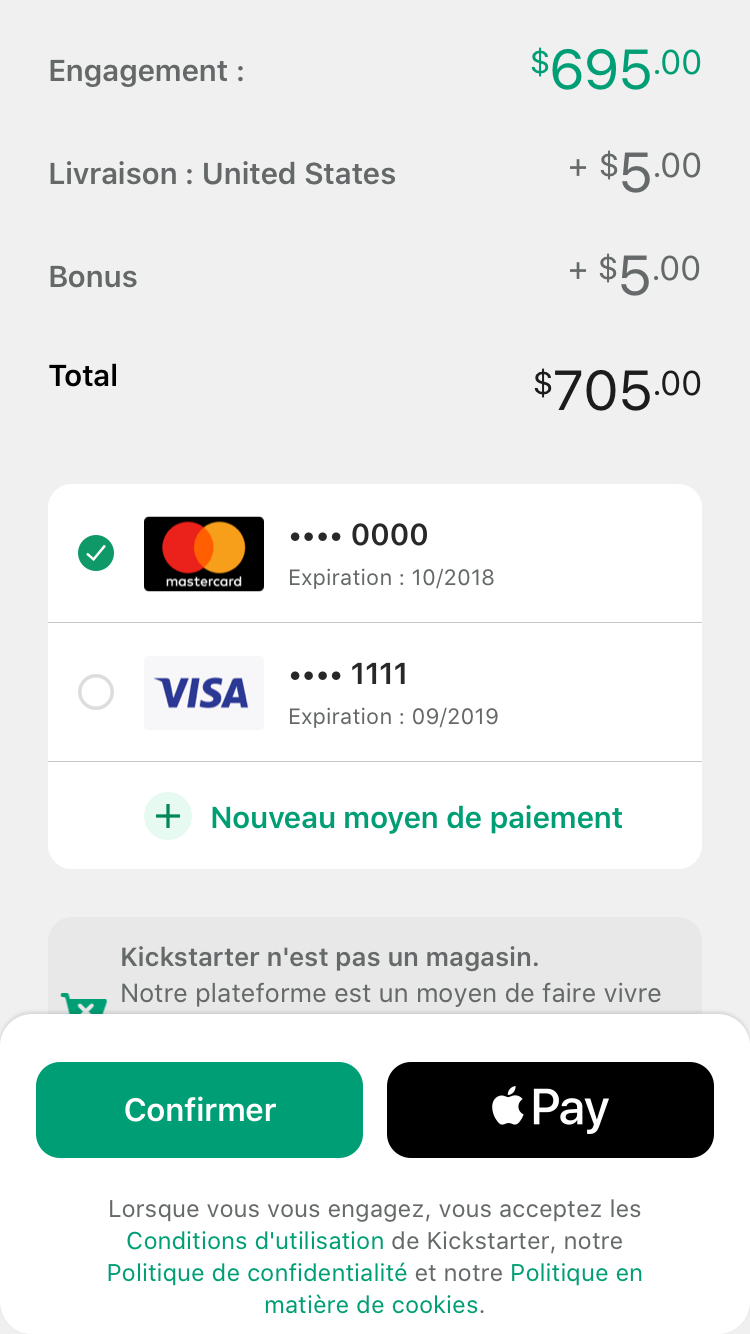 Engagement : $695.00
Livraison : United States + $5.00
Bonus + $5.00
Total $705.00
mastercard
•••• 0000
Expiration : 10/2018
VISA
•••• 1111
Expiration : 09/2019
+ Nouveau moyen de paiement
Kickstarter n'est pas un magasin.
Notre plateforme est un moyen de faire vivre
Confirmer
Pay
Lorsque vous vous engagez, vous acceptez les
Conditions d'utilisation de Kickstarter, notre
Politique de confidentialité et notre Politique en
matière de cookies.